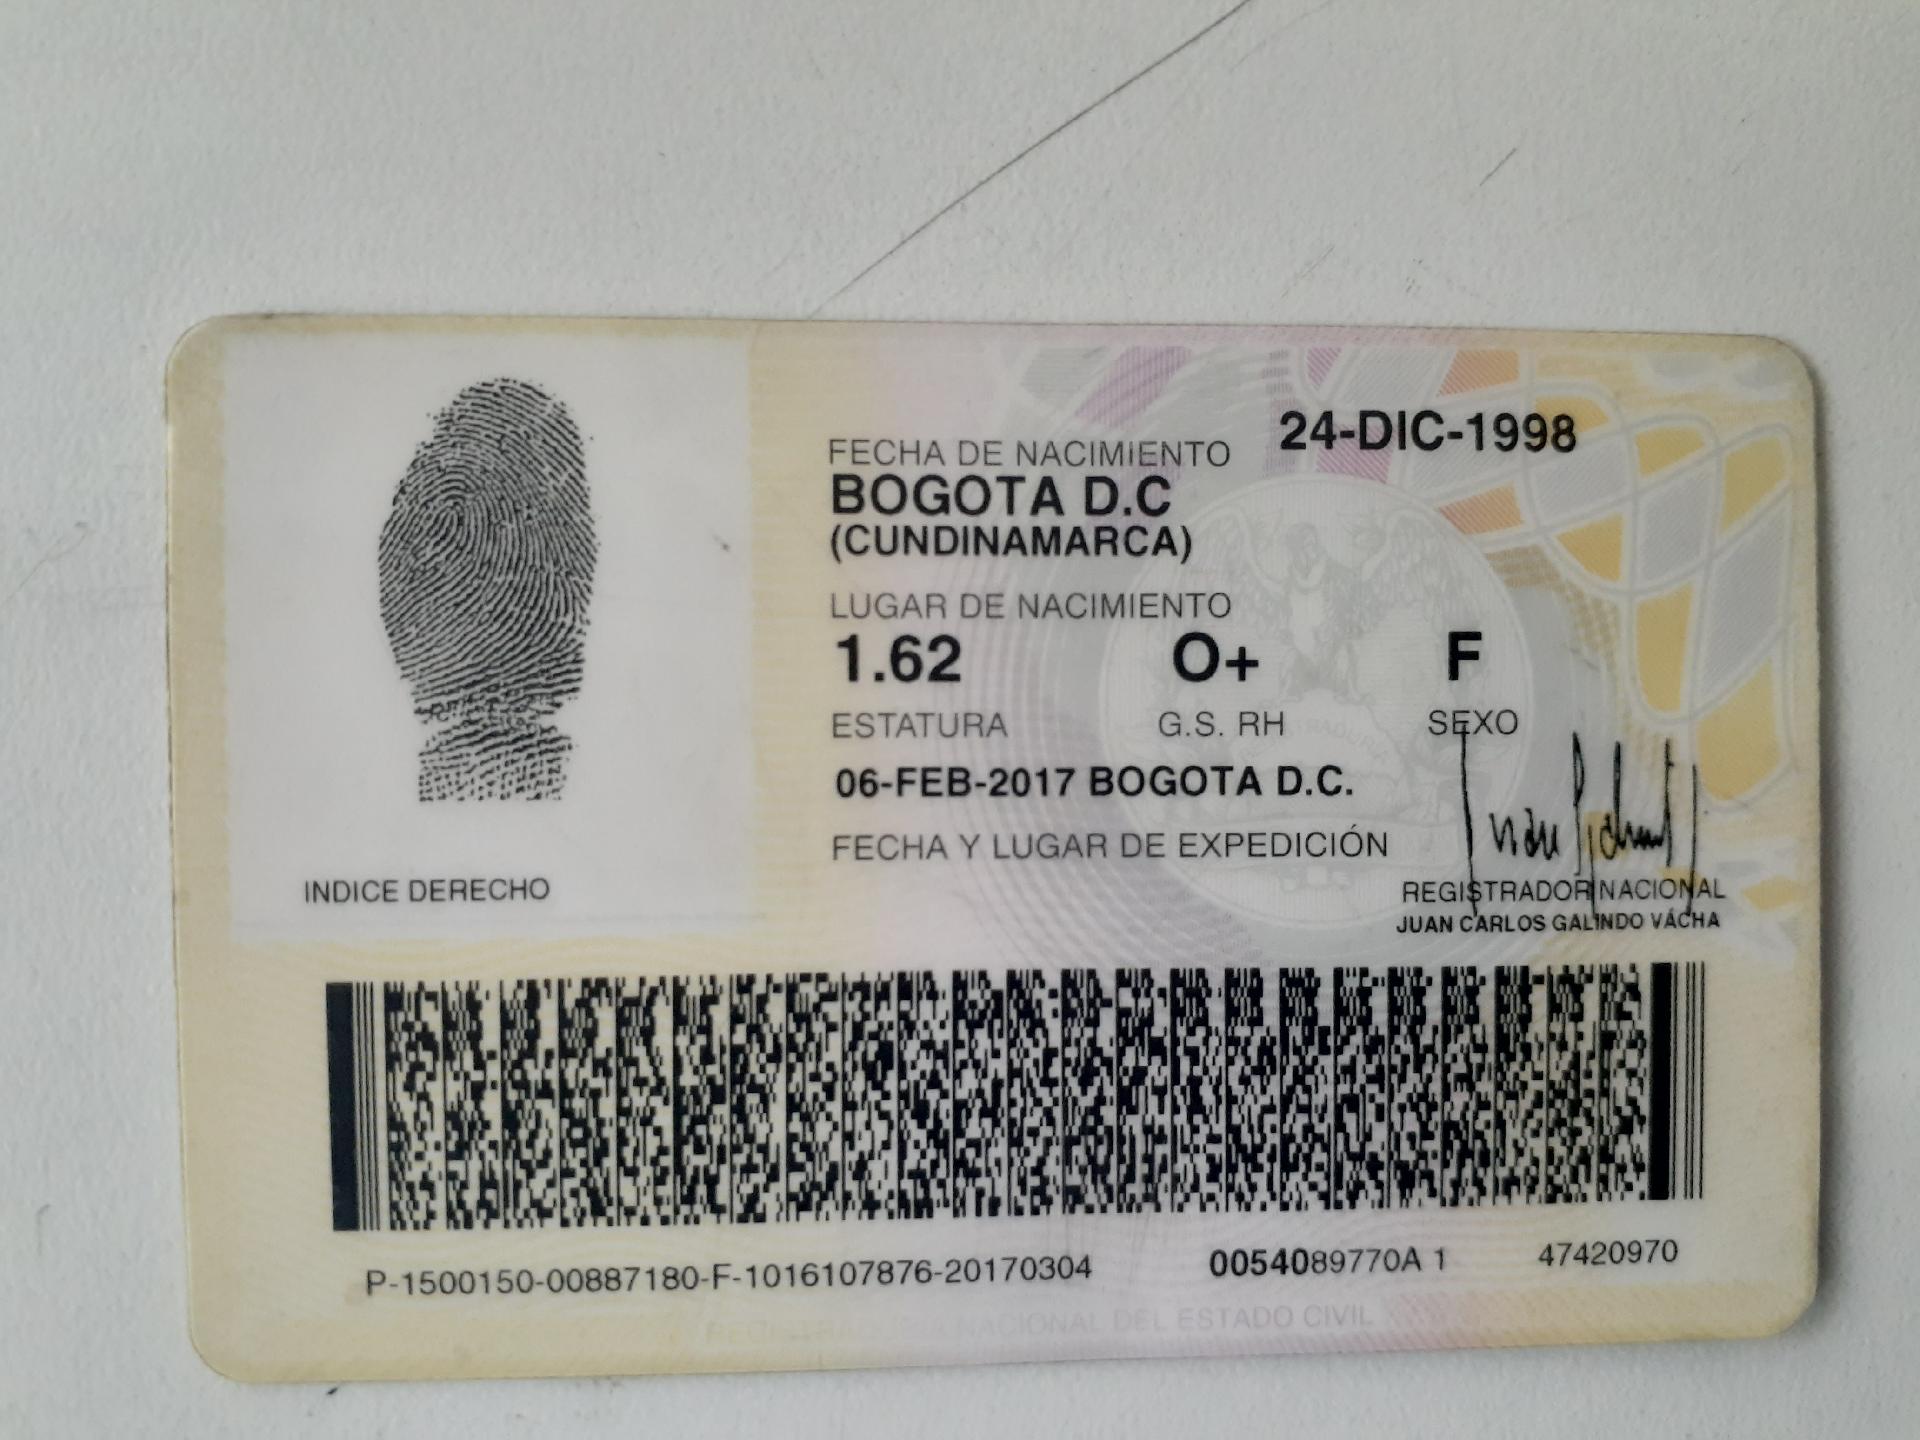 24-DIC-1998
FECHA DE NACIMIENTO
BOGOTA D.C
(CUNDINAMARCA)
LUGAR DE NACIMIENTO
1.62 O+ F
ESTATURA G.S. RH SEXO
06-FEB-2017 BOGOTA D.C.
FECHA Y LUGAR DE EXPEDICIÓN
INDICE DERECHO
REGISTRADOR NACIONAL
JUAN CARLOS GALINDO VÁCHA
P-1500150-00887180-F-1016107876-20170304 0054089770A 1 47420970
REGISTRADURIA NACIONAL DEL ESTADO CIVIL